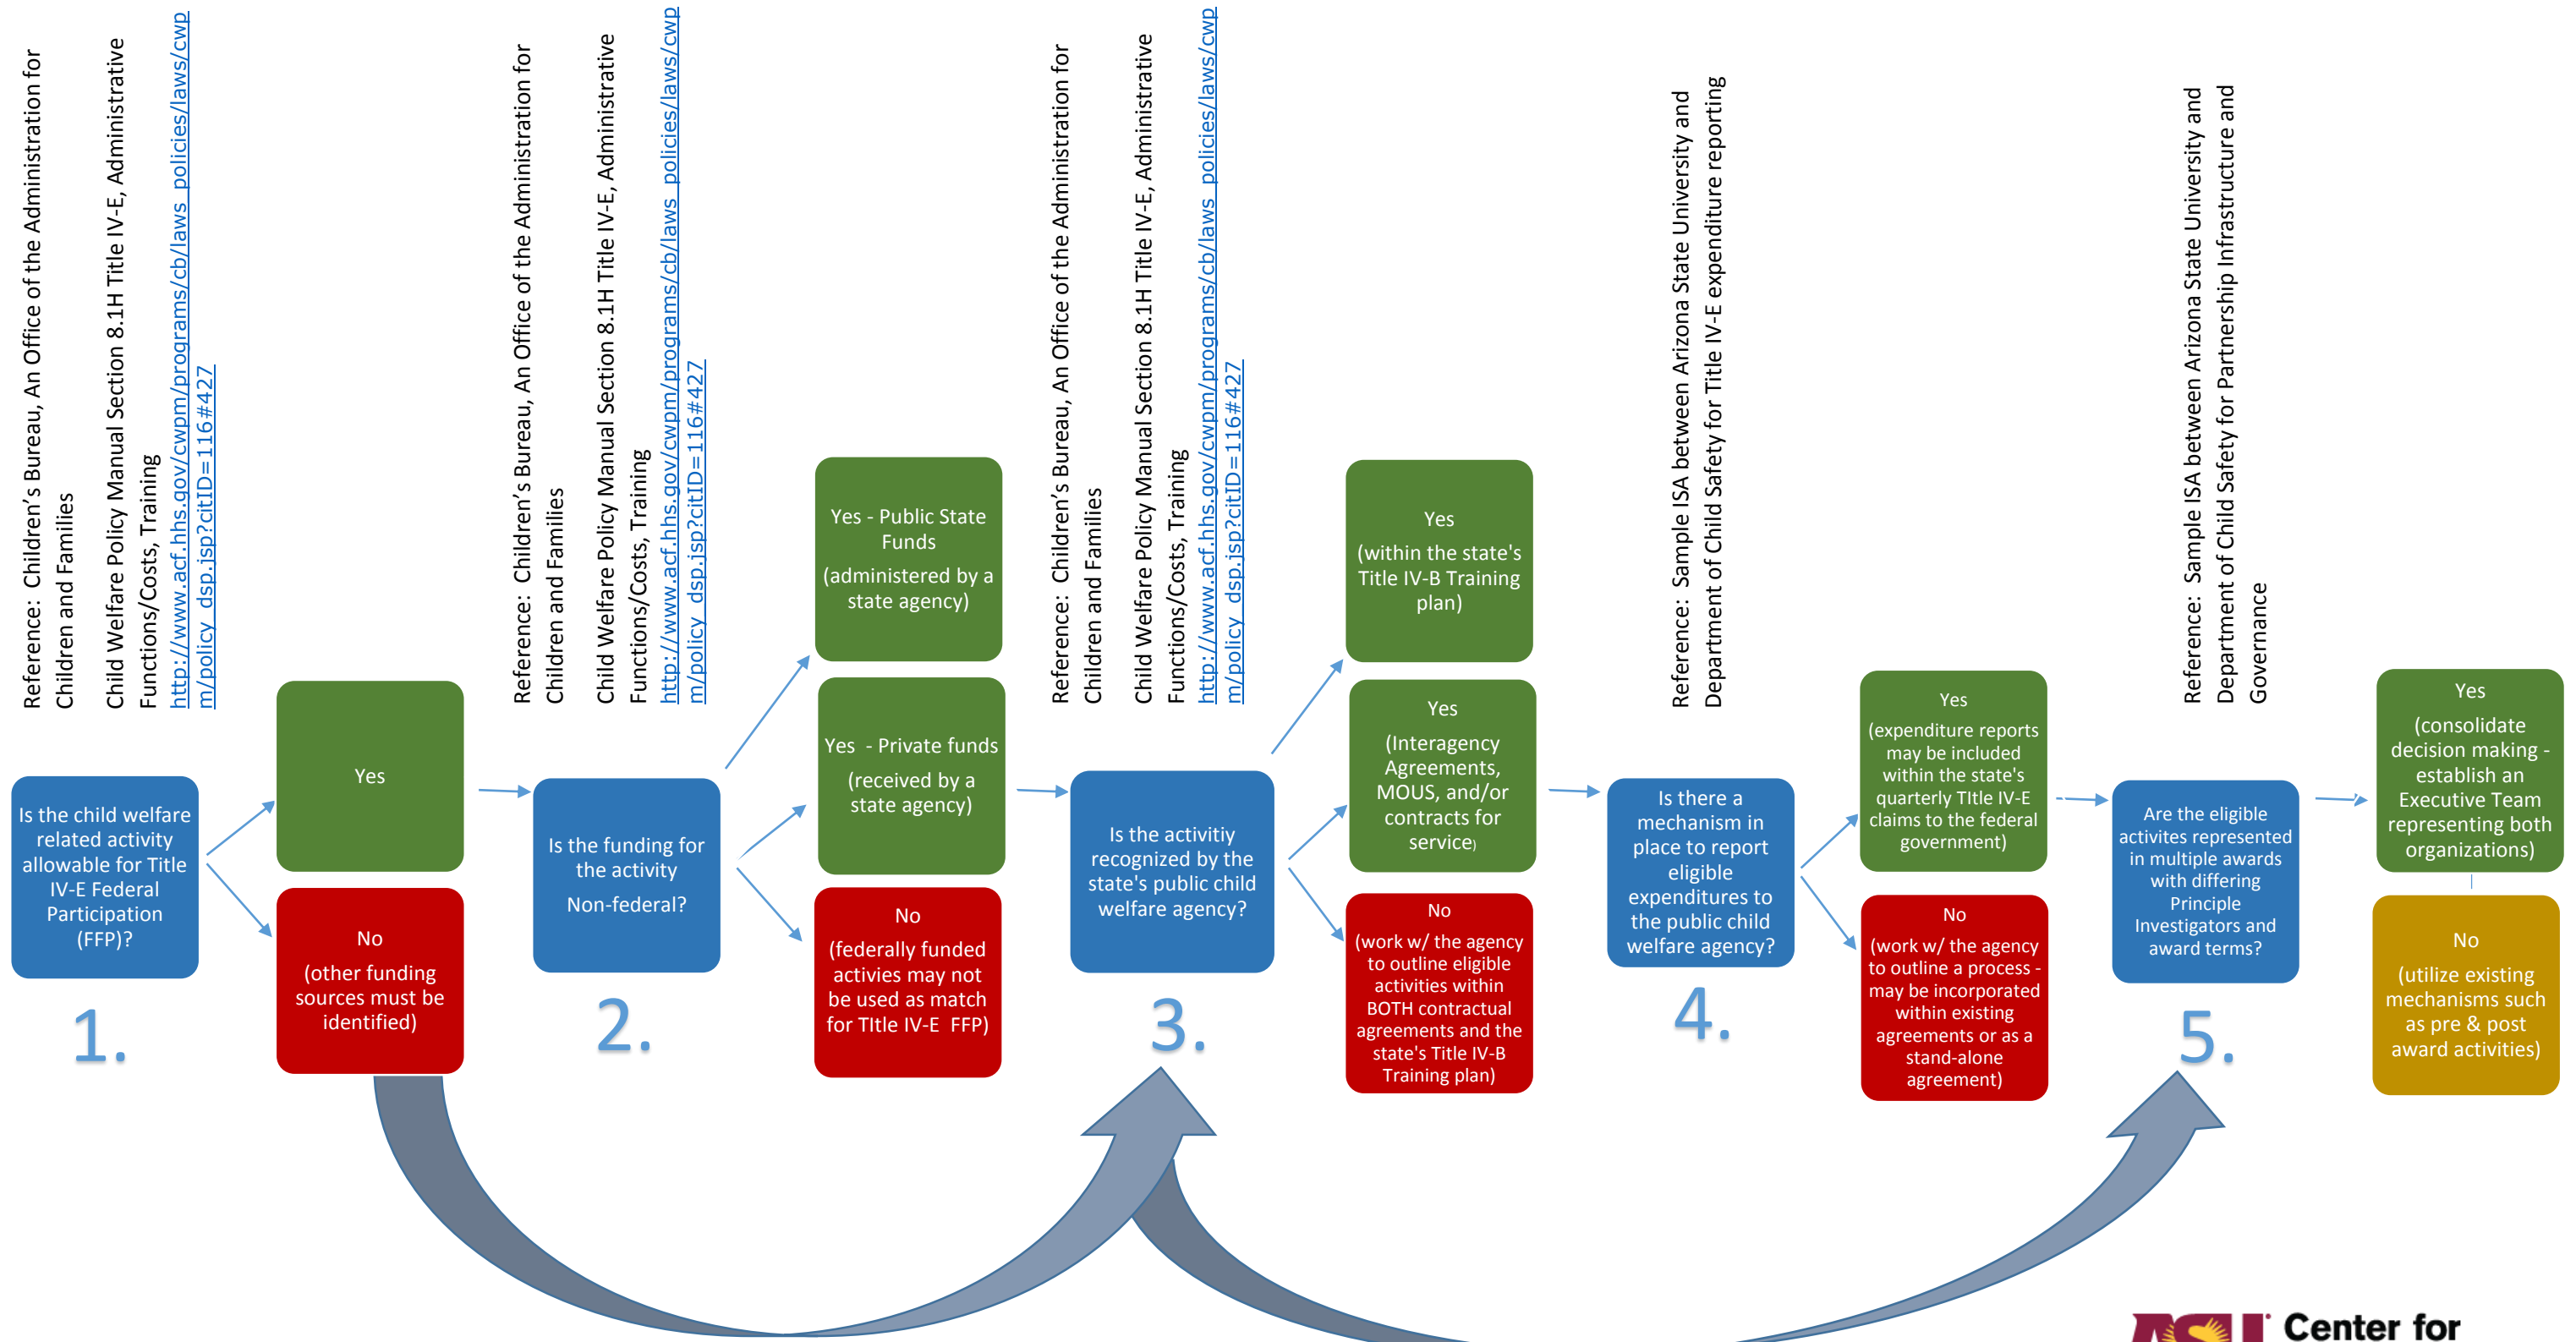 Reference: Children's Bureau, An Office of the Administration for
Children and Families
Child Welfare Policy Manual Section 8.1H Title IV-E, Administrative
Functions/Costs, Training
http://www.acf.hhs.gov/cwpm/programs/cb/laws_policies/laws/cwp
m/policy_dsp.jsp?citID=116#427
Is the child welfare
related activity
allowable for Title
IV-E Federal
Participation
(FFP)?
1.
Yes
No
(other funding
sources must be
identified)
Reference: Children's Bureau, An Office of the Administration for
Children and Families
Child Welfare Policy Manual Section 8.1H Title IV-E, Administrative
Functions/Costs, Training
http://www.acf.hhs.gov/cwpm/programs/cb/laws_policies/laws/cwp
m/policy_dsp.jsp?citID=116#427
Is the funding for
the activity
Non-federal?
2.
Yes - Public State
Funds
(administered by a
state agency)
Yes - Private funds
(received by a
state agency)
No
(federally funded
activies may not
be used as match
for TItle IV-E FFP)
Reference: Children's Bureau, An Office of the Administration for
Children and Families
Child Welfare Policy Manual Section 8.1H Title IV-E, Administrative
Functions/Costs, Training
http://www.acf.hhs.gov/cwpm/programs/cb/laws_policies/laws/cwp
m/policy_dsp.jsp?citID=116#427
Is the activitiy
recognized by the
state's public child
welfare agency?
3.
Yes
(within the state's
Title IV-B Training
plan)
Yes
(Interagency
Agreements,
MOUS, and/or
contracts for
service)
No
(work w/ the agency
to outline eligible
activities within
BOTH contractual
agreements and the
state's Title IV-B
Training plan)
Reference: Sample ISA between Arizona State University and
Department of Child Safety for Title IV-E expenditure reporting
Is there a
mechanism in
place to report
eligible
expenditures to
the public child
welfare agency?
4.
Yes
(expenditure reports
may be included
within the state's
quarterly TItle IV-E
claims to the federal
government)
No
(work w/ the agency
to outline a process -
may be incorporated
within existing
agreements or as a
stand-alone
agreement)
Reference: Sample ISA between Arizona State University and
Department of Child Safety for Partnership Infrastructure and
Governance
Are the eligible
activites represented
in multiple awards
with differing
Principle
Investigators and
award terms?
5.
Yes
(consolidate
decision making -
establish an
Executive Team
representing both
organizations)
No
(utilize existing
mechanisms such
as pre & post
award activities)
ASU Center for